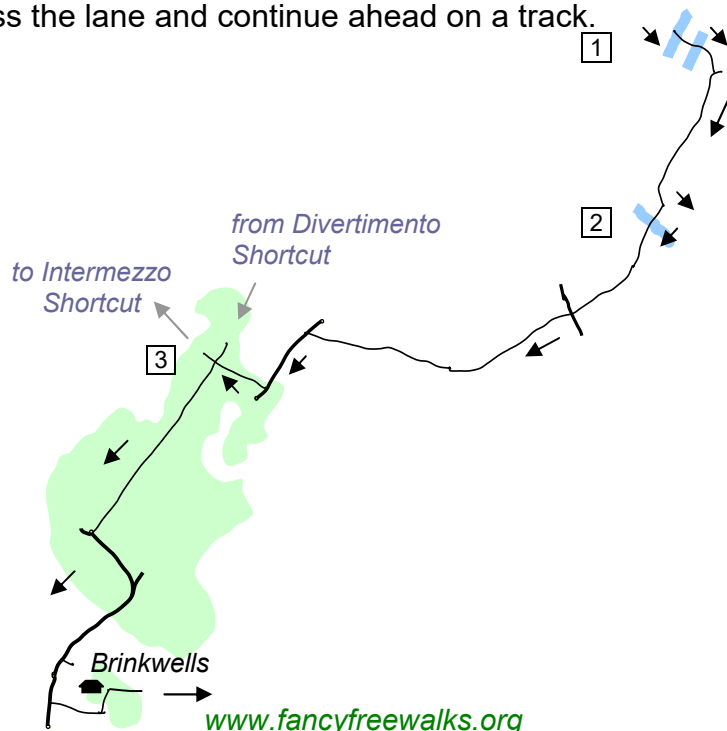 ss the lane and continue ahead on a track.
1
2
from Divertimento
Shortcut
to Intermezzo
Shortcut
3
Brinkwells
www.fancyfreewalks.org